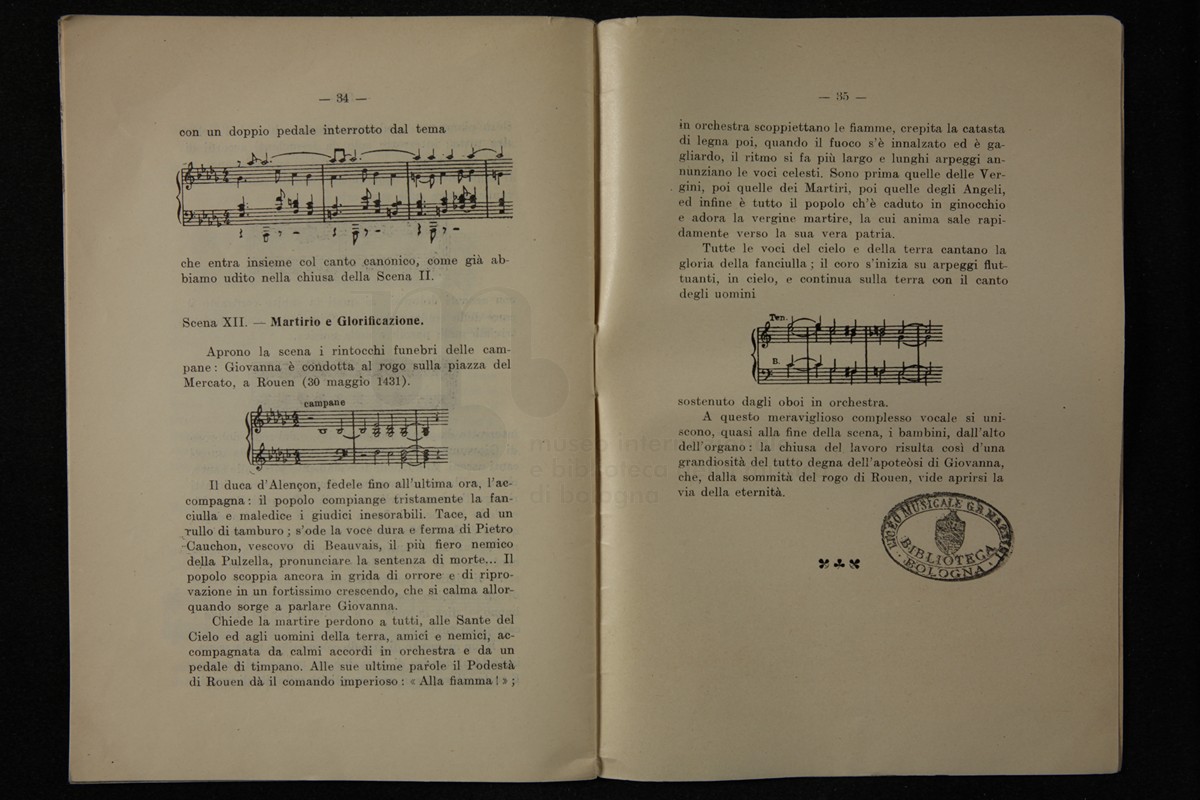 — 34 —
con un doppio pedale interrotto dal tema
che entra insieme col canto canonico, come già ab-
biamo udito nella chiusa della Scena II.
Scena XII. — Martirio e Glorificazione.
Aprono la scena i rintocchi funebri delle cam-
pane : Giovanna è condotta al rogo sulla piazza del
Mercato, a Rouen (30 maggio 1431).
campane
Il duca d'Alençon, fedele fino all'ultima ora, l'ac-
compagna : il popolo compiange tristamente la fan-
ciulla e maledice i giudici inesorabili. Tace, ad un
rullo di tamburo ; s'ode la voce dura e ferma di Pietro
Cauchon, vescovo di Beauvais, il più fiero nemico
della Pulzella, pronunciare la sentenza di morte... Il
popolo scoppia ancora in grida di orrore e di ripro-
vazione in un fortissimo crescendo, che si calma allor-
quando sorge a parlare Giovanna.
Chiede la martire perdono a tutti, alle Sante del
Cielo ed agli uomini della terra, amici e nemici, ac-
compagnata da calmi accordi in orchestra e da un
pedale di timpano. Alle sue ultime parole il Podestà
di Rouen dà il comando imperioso : « Alla fiamma ! » ;
— 35 —
in orchestra scoppiettano le fiamme, crepita la catasta
di legna poi, quando il fuoco s'è innalzato ed è ga-
gliardo, il ritmo si fa più largo e lunghi arpeggi an-
nunziano le voci celesti. Sono prima quelle delle Ver-
gini, poi quelle dei Martiri, poi quelle degli Angeli,
ed infine è tutto il popolo ch'è caduto in ginocchio
e adora la vergine martire, la cui anima sale rapi-
damente verso la sua vera patria.
Tutte le voci del cielo e della terra cantano la
gloria della fanciulla ; il coro s'inizia su arpeggi flut-
tuanti, in cielo, e continua sulla terra con il canto
degli uomini
Ten.
B.
sostenuto dagli oboi in orchestra.
A questo meraviglioso complesso vocale si uni-
scono, quasi alla fine della scena, i bambini, dall'alto
dell'organo : la chiusa del lavoro risulta così d'una
grandiosità del tutto degna dell'apoteòsi di Giovanna,
che, dalla sommità del rogo di Rouen, vide aprirsi la
via della eternità.
LICEO MUSICALE G.B. MARTINI
BIBLIOTECA
BOLOGNA
museo intern
e biblioteca
di bologna